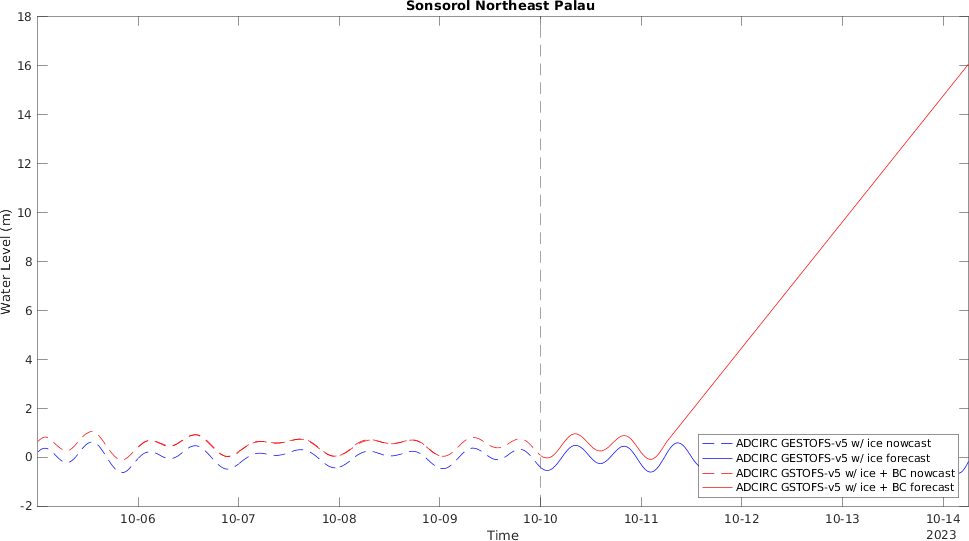 Sonsorol Northeast Palau
18
16
14
12
10
8
6
4
2
0
-2
Water Level (m)
ADCIRC GESTOFS-v5 w/ ice nowcast
ADCIRC GESTOFS-v5 w/ ice forecast
ADCIRC GSTOFS-v5 w/ ice + BC nowcast
ADCIRC GSTOFS-v5 w/ ice + BC forecast
10-06 10-07 10-08 10-09 10-10 10-11 10-12 10-13 10-14
2023
Time